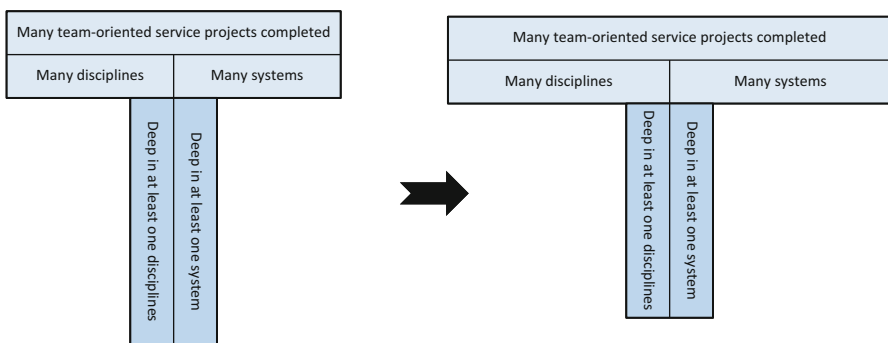 Many team-oriented service projects completed
Many disciplines
Many systems
Deep in at least one disciplines
Deep in at least one system
Many team-oriented service projects completed
Many disciplines
Many systems
Deep in at least one disciplines
Deep in at least one system